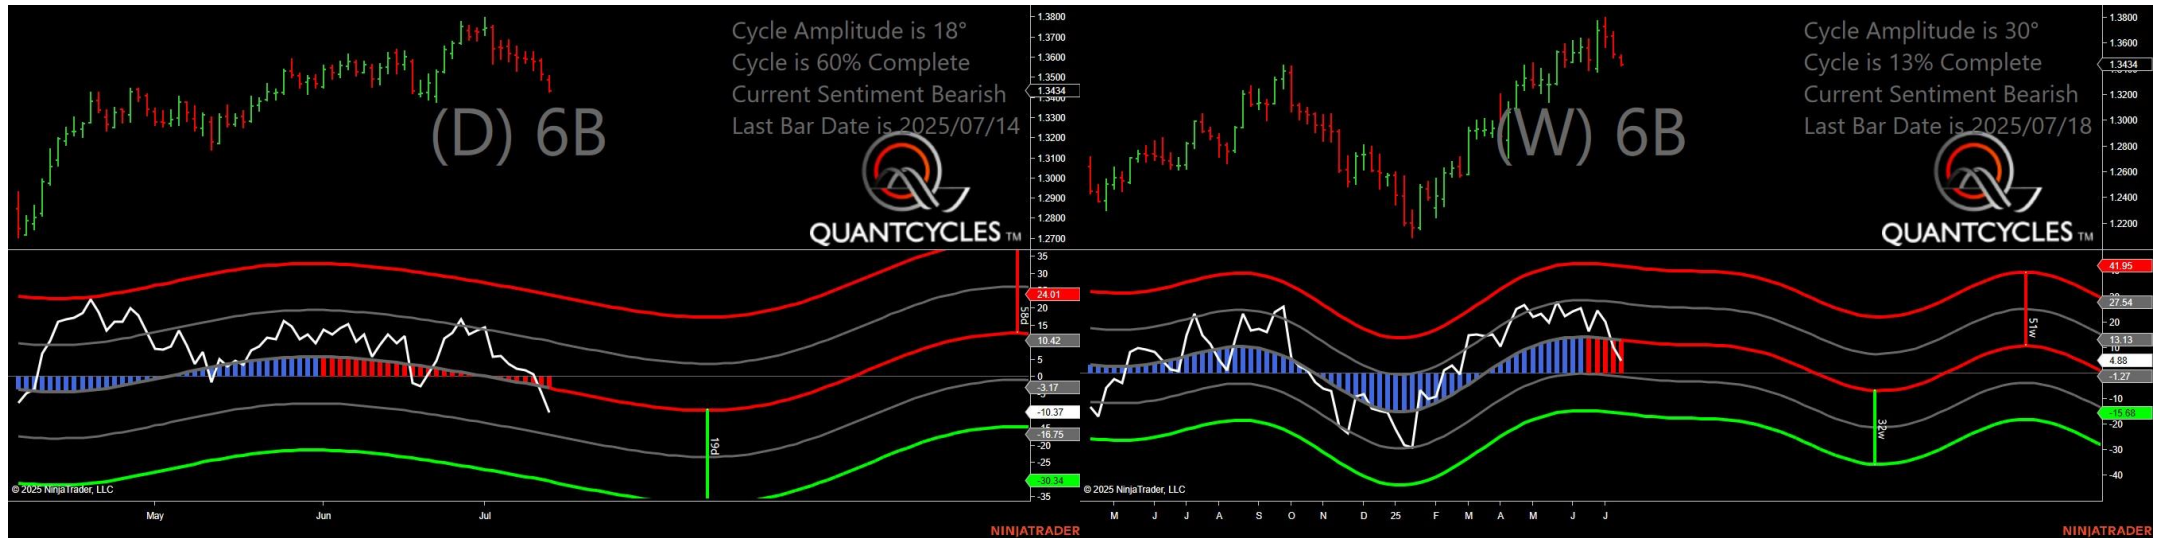 Cycle Amplitude is 18°
Cycle is 60% Complete
Current Sentiment Bearish
Last Bar Date is 2025/07/14
(D) 6B
QUANTCYCLES TM
1.3800
1.3700
1.3600
1.3500
1.3434
1.3400
1.3300
1.3200
1.3100
1.3000
1.2900
1.2800
1.2700
35
30
24.01
20
15
10.42
5
0
-3.17
-5
-10.37
-15
-16.75
-20
-25
-30.34
-35
58d
19d
© 2025 NinjaTrader, LLC
May Jun Jul
NINJATRADER
Cycle Amplitude is 30°
Cycle is 13% Complete
Current Sentiment Bearish
Last Bar Date is 2025/07/18
(W) 6B
QUANTCYCLES TM
1.3800
1.3600
1.3434
1.3200
1.3000
1.2800
1.2600
1.2400
1.2200
41.95
27.54
20
13.13
10
4.88
-1.27
-10
-15.68
-20
-30
-40
51w
32w
© 2025 NinjaTrader, LLC
M J J A S O N D 25 F M A M J J
NINJATRADER